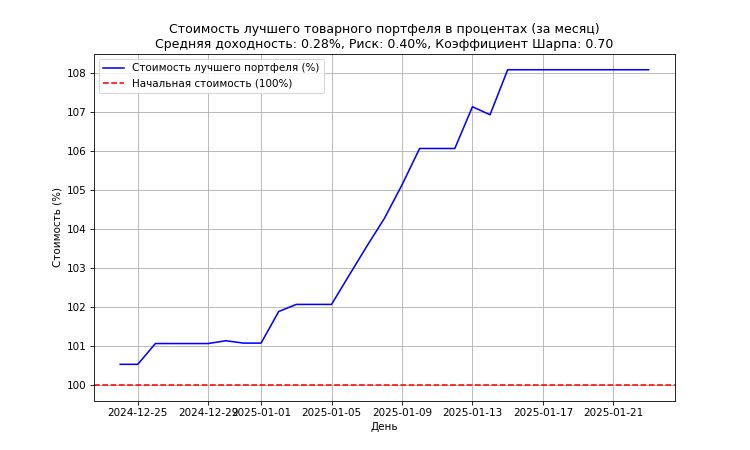 Стоимость лучшего товарного портфеля в процентах (за месяц)
Средняя доходность: 0.28%, Риск: 0.40%, Коэффициент Шарпа: 0.70
Стоимость лучшего портфеля (%)
Начальная стоимость (100%)
Стоимость (%)
108
107
106
105
104
103
102
101
100
2024-12-25 2024-12-29 2025-01-01 2025-01-05 2025-01-09 2025-01-13 2025-01-17 2025-01-21
День